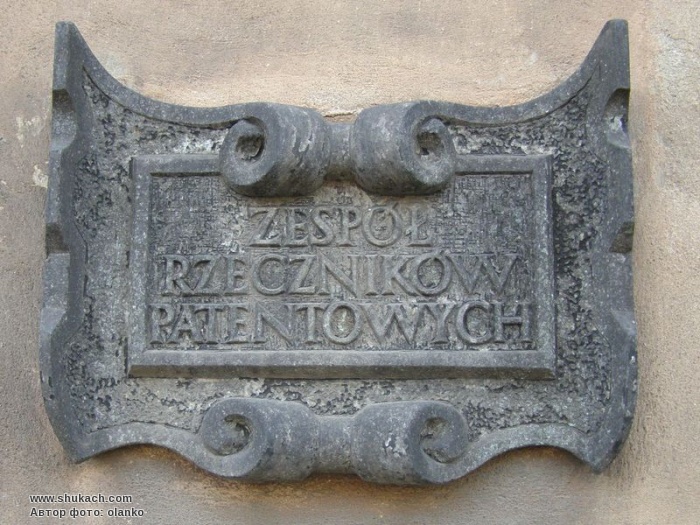 ZESPÓŁ
RZECZNIKÓW
PATENTOWYCH
www.shukach.com
Автор фото: olanko